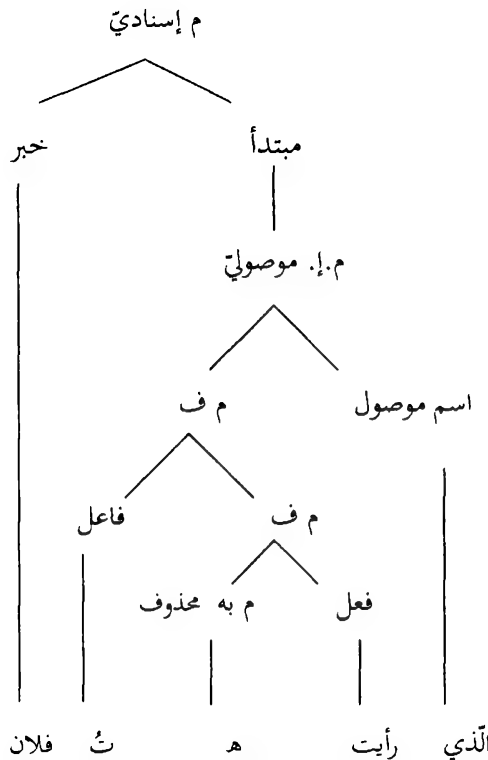 م إسناديّ
مبتدأ خبر
م.إ. موصوليّ
اسم موصول م ف
م ف فاعل
فعل م به محذوف
الّذي رأيت ه تُ فلان